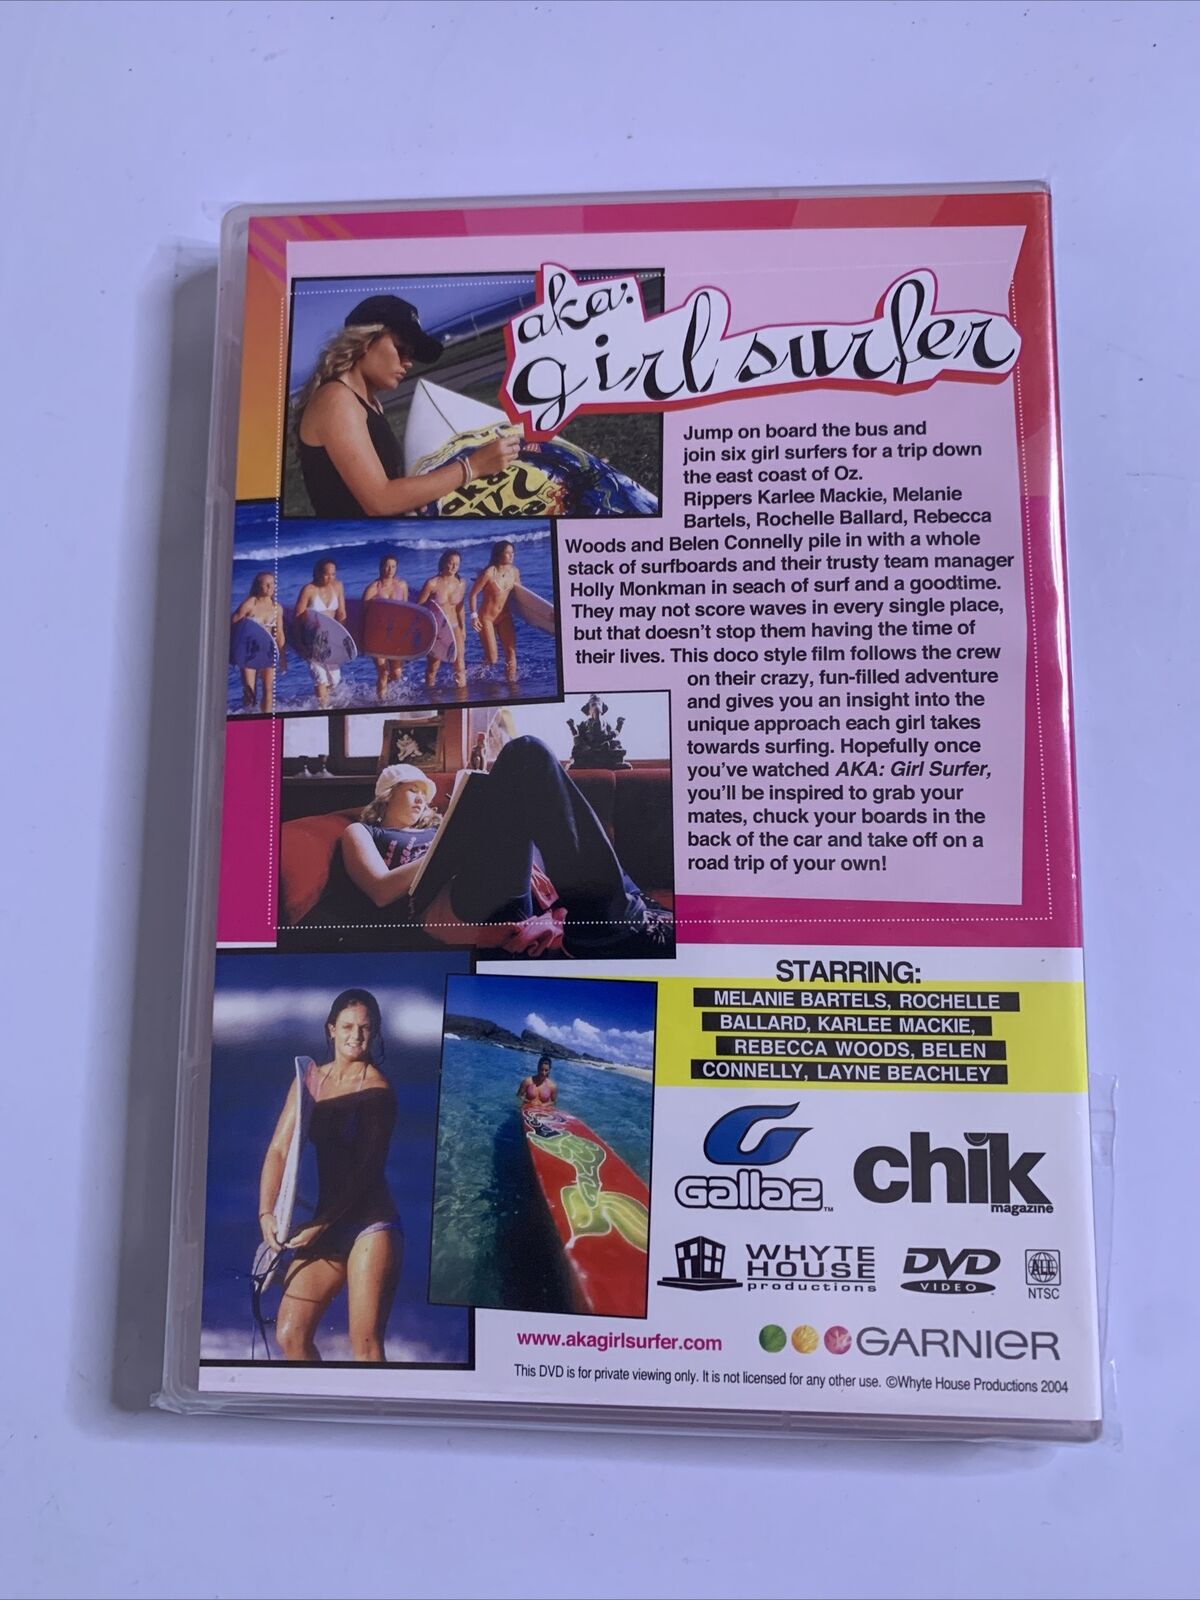 aka:
girl surfer
Jump on board the bus and
join six girl surfers for a trip down
the east coast of Oz.
Rippers Karlee Mackie, Melanie
Bartels, Rochelle Ballard, Rebecca
Woods and Belen Connelly pile in with a whole
stack of surfboards and their trusty team manager
Holly Monkman in seach of surf and a goodtime.
They may not score waves in every single place,
but that doesn't stop them having the time of
their lives. This doco style film follows the crew
on their crazy, fun-filled adventure
and gives you an insight into the
unique approach each girl takes
towards surfing. Hopefully once
you've watched AKA: Girl Surfer,
you'll be inspired to grab your
mates, chuck your boards in the
back of the car and take off on a
road trip of your own!
STARRING:
MELANIE BARTELS, ROCHELLE
BALLARD, KARLEE MACKIE,
REBECCA WOODS, BELEN
CONNELLY, LAYNE BEACHLEY
Gallaz™
chik
magazine
WHYTE
HOUSE
productions
DVD
VIDEO
ALL
NTSC
www.akagirlsurfer.com
GARNIER
This DVD is for private viewing only. It is not licensed for any other use. ©Whyte House Productions 2004